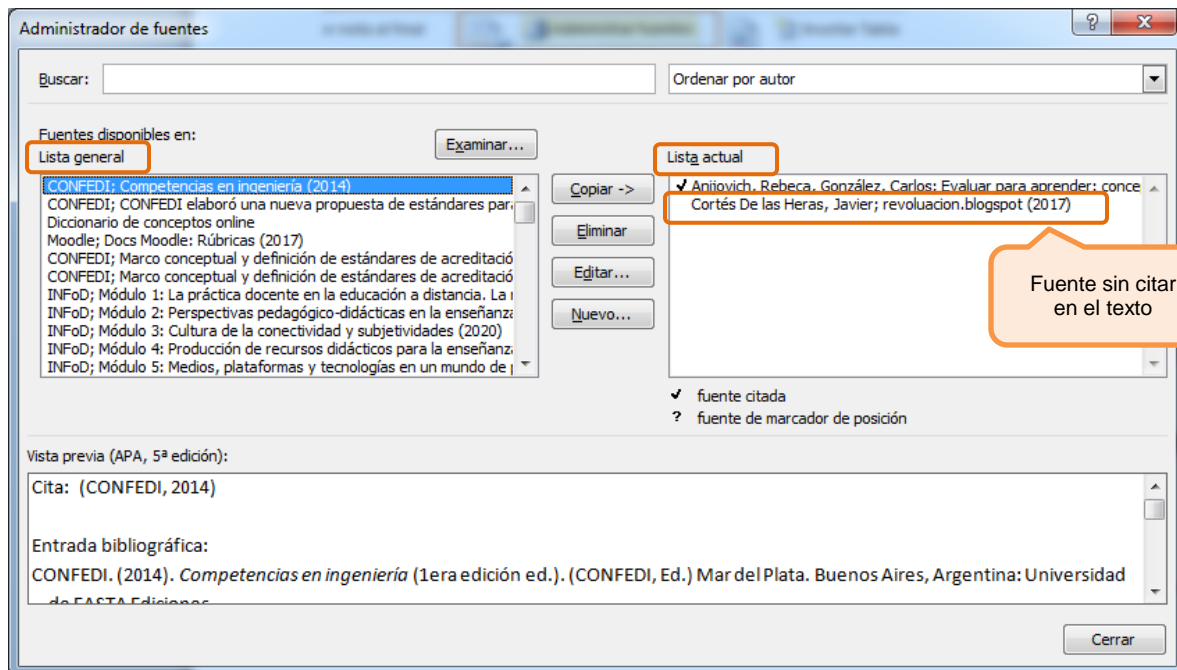 Administrador de fuentes
Buscar:
Ordenar por autor
Fuentes disponibles en:
Lista general
Examinar...
Lista actual
CONFEDI; Competencias en ingeniería (2014)
CONFEDI; CONFEDI elaboró una nueva propuesta de estándares par
Diccionario de conceptos online
Moodle; Docs Moodle: Rúbricas (2017)
CONFEDI; Marco conceptual y definición de estándares de acreditació
CONFEDI; Marco conceptual y definición de estándares de acreditació
INFoD; Módulo 1: La práctica docente en la educación a distancia. La
INFoD; Módulo 2: Perspectivas pedagógico-didácticas en la enseñanz
INFoD; Módulo 3: Cultura de la conectividad y subjetividades (2020)
INFoD; Módulo 4: Producción de recursos didácticos para la enseñanz
INFoD; Módulo 5: Medios, plataformas y tecnologías en un mundo de
Copiar ->
Eliminar
Editar...
Nuevo...
✓ Anijovich, Rebeca, González, Carlos; Evaluar para aprender: conce
Cortés De las Heras, Javier; revoluacion.blogspot (2017)
Fuente sin citar
en el texto
✓ fuente citada
? fuente de marcador de posición
Vista previa (APA, 5ª edición):
Cita: (CONFEDI, 2014)
Entrada bibliográfica:
CONFEDI. (2014). Competencias en ingeniería (1era edición ed.). (CONFEDI, Ed.) Mar del Plata. Buenos Aires, Argentina: Universidad
de FASTA Ediciones
Cerrar